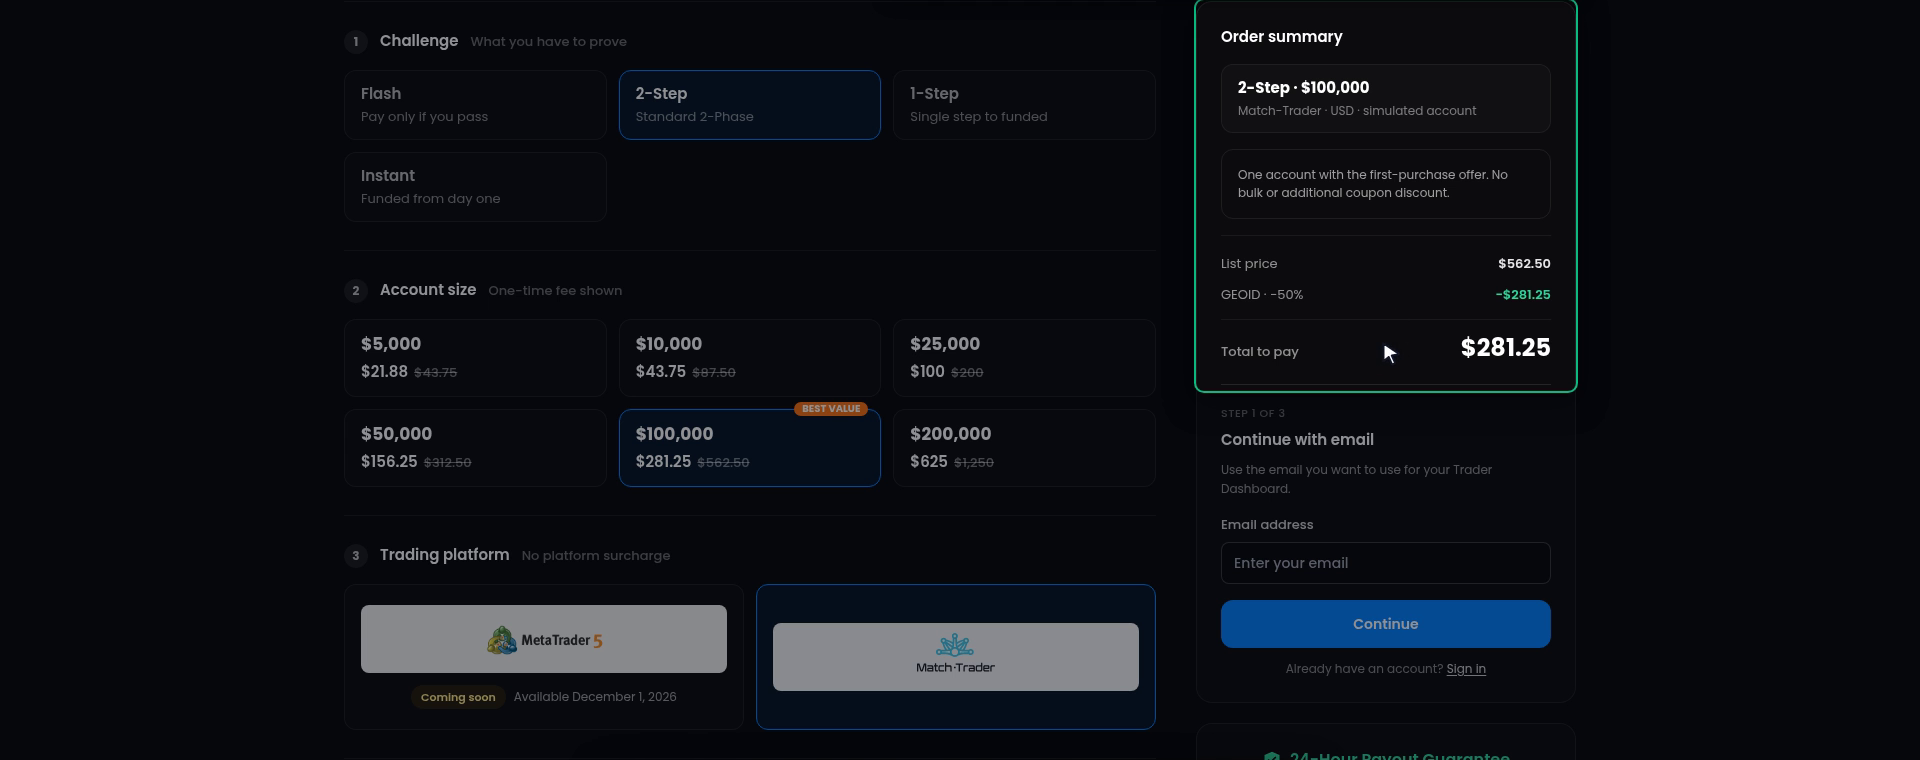 1 Challenge What you have to prove
Flash
Pay only if you pass
2-Step
Standard 2-Phase
1-Step
Single step to funded
Instant
Funded from day one
2 Account size One-time fee shown
$5,000
$21.88 $43.75
$10,000
$43.75 $87.50
$25,000
$100 $200
$50,000
$156.25 $312.50
BEST VALUE
$100,000
$281.25 $562.50
$200,000
$625 $1,250
3 Trading platform No platform surcharge
MetaTrader 5
Coming soon Available December 1, 2026
Match-Trader
Order summary
2-Step · $100,000
Match-Trader · USD · simulated account
One account with the first-purchase offer. No
bulk or additional coupon discount.
List price $562.50
GEOID · -50% -$281.25
Total to pay $281.25
STEP 1 OF 3
Continue with email
Use the email you want to use for your Trader
Dashboard.
Email address
Enter your email
Continue
Already have an account? Sign in
24-Hour Payout Guarantee